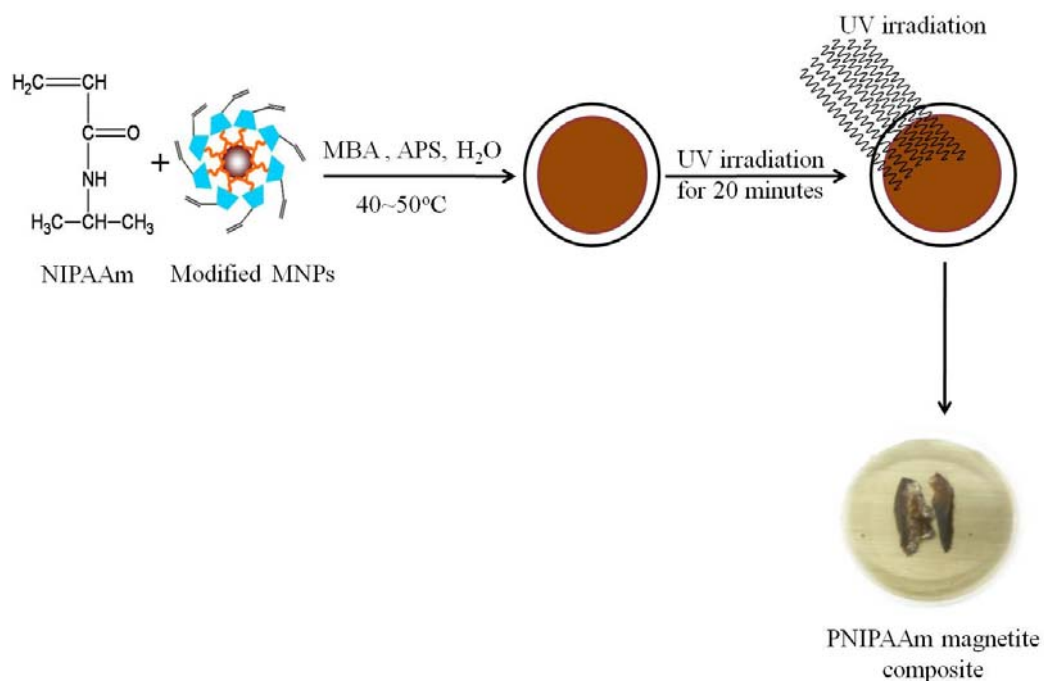 UV irradiation
H₂C=CH
C=O
NH
H₃C—CH—CH₃
+
MBA , APS, H₂O
40~50°C
UV irradiation
for 20 minutes
NIPAAm
Modified MNPs
PNIPAAm magnetite
composite